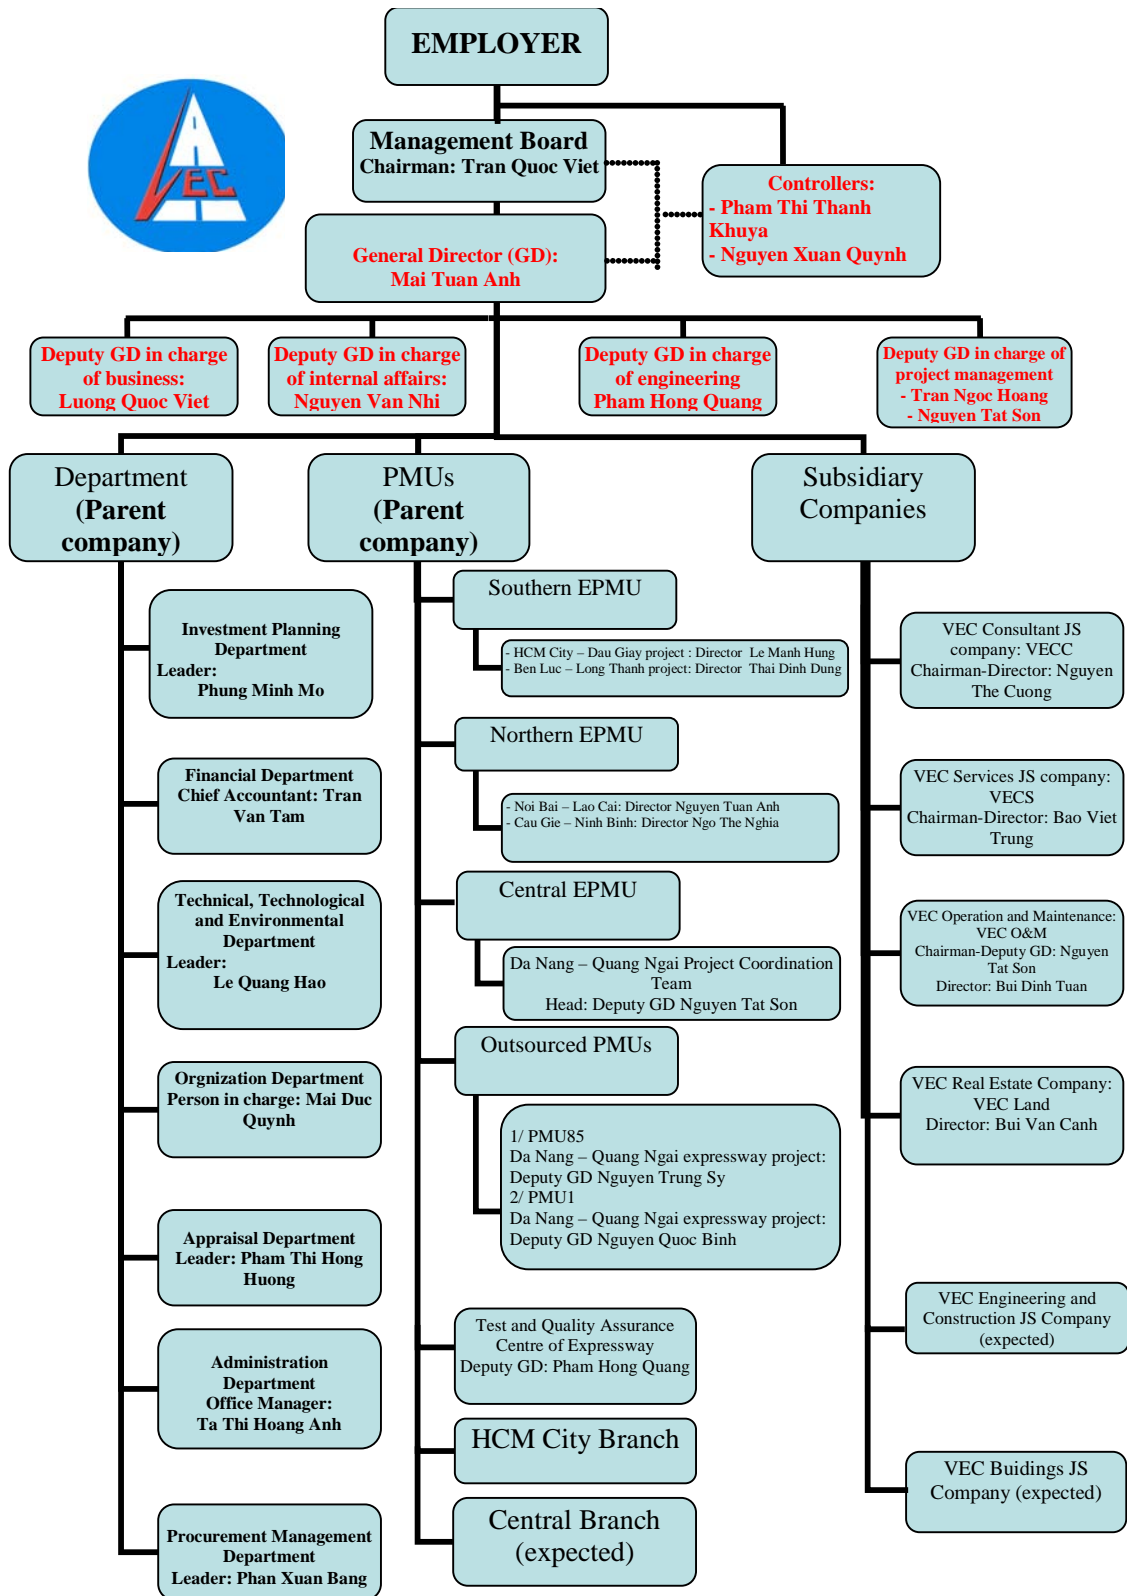 EMPLOYER
VEC
Management Board
Chairman: Tran Quoc Viet
Controllers:
- Pham Thi Thanh
Khuya
- Nguyen Xuan Quynh
General Director (GD):
Mai Tuan Anh
Deputy GD in charge
of business:
Luong Quoc Viet
Deputy GD in charge
of internal affairs:
Nguyen Van Nhi
Deputy GD in charge
of engineering
Pham Hong Quang
Deputy GD in charge of
project management
- Tran Ngoc Hoang
- Nguyen Tat Son
Department
(Parent
company)
PMUs
(Parent
company)
Subsidiary
Companies
Investment Planning
Department
Leader:
Phung Minh Mo
Financial Department
Chief Accountant: Tran
Van Tam
Technical, Technological
and Environmental
Department
Leader:
Le Quang Hao
Orgnization Department
Person in charge: Mai Duc
Quynh
Appraisal Department
Leader: Pham Thi Hong
Huong
Administration
Department
Office Manager:
Ta Thi Hoang Anh
Procurement Management
Department
Leader: Phan Xuan Bang
Southern EPMU
- HCM City – Dau Giay project : Director Le Manh Hung
- Ben Luc – Long Thanh project: Director Thai Dinh Dung
Northern EPMU
- Noi Bai – Lao Cai: Director Nguyen Tuan Anh
- Cau Gie – Ninh Binh: Director Ngo The Nghia
Central EPMU
Da Nang – Quang Ngai Project Coordination
Team
Head: Deputy GD Nguyen Tat Son
Outsourced PMUs
1/ PMU85
Da Nang – Quang Ngai expressway project:
Deputy GD Nguyen Trung Sy
2/ PMU1
Da Nang – Quang Ngai expressway project:
Deputy GD Nguyen Quoc Binh
Test and Quality Assurance
Centre of Expressway
Deputy GD: Pham Hong Quang
HCM City Branch
Central Branch
(expected)
VEC Consultant JS
company: VECC
Chairman-Director: Nguyen
The Cuong
VEC Services JS company:
VECS
Chairman-Director: Bao Viet
Trung
VEC Operation and Maintenance:
VEC O&M
Chairman-Deputy GD: Nguyen
Tat Son
Director: Bui Dinh Tuan
VEC Real Estate Company:
VEC Land
Director: Bui Van Canh
VEC Engineering and
Construction JS Company
(expected)
VEC Buidings JS
Company (expected)